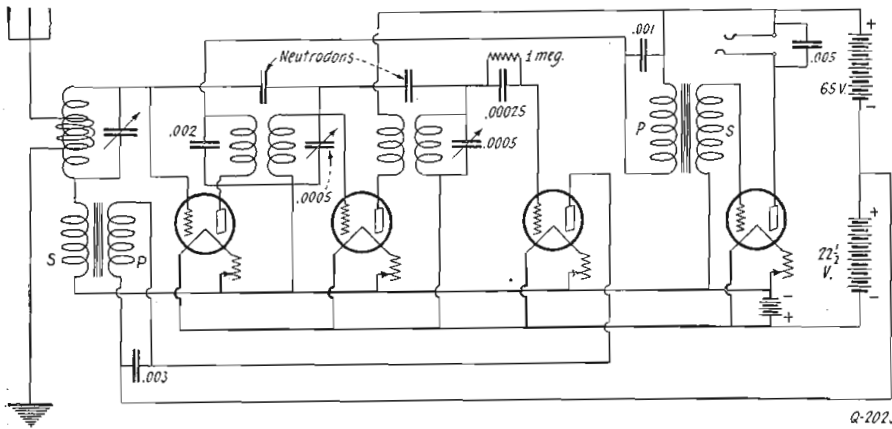 Neutrodons
.001
1 meg.
.005
+
65 V.
-
.00025
.002
.0005
.0005
P
S
S
P
+
22½
V.
-
-
+
.003
Q-202.